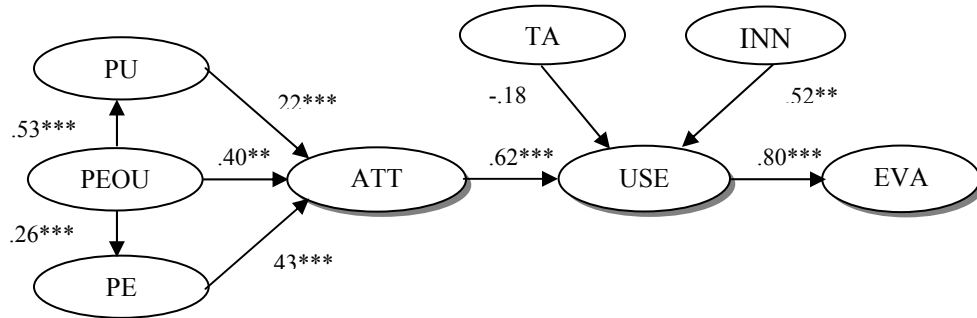 TA
INN
PU
-.18
.52**
.22***
.53***
.40**
.62***
.80***
PEOU
ATT
USE
EVA
.26***
.43***
PE